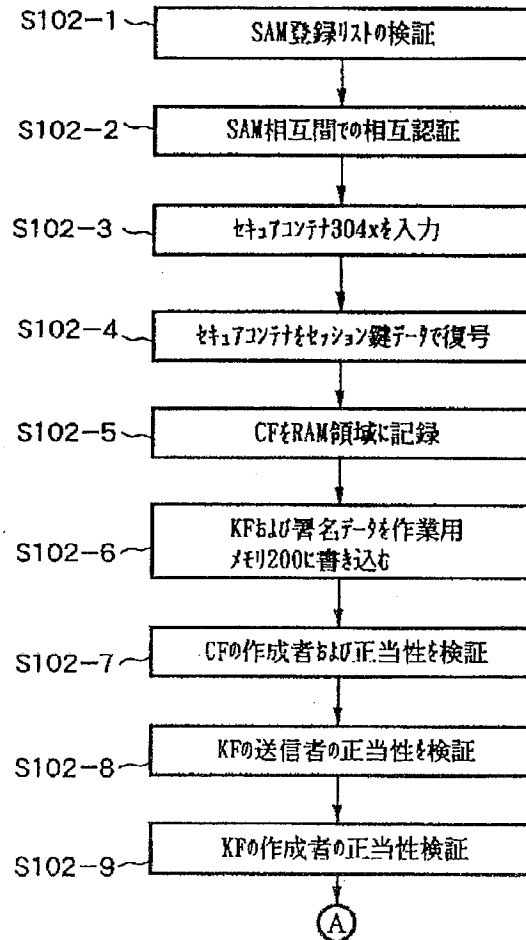 S102-1
SAM登録リストの検証
S102-2
SAM相互間での相互認証
S102-3
セキュアコンテナ304xを入力
S102-4
セキュアコンテナをセッション鍵データで復号
S102-5
CFをRAM領域に記録
S102-6
KFおよび署名データを作業用
メモリ200に書き込む
S102-7
CFの作成者および正当性を検証
S102-8
KFの送信者の正当性を検証
S102-9
KFの作成者の正当性検証
A